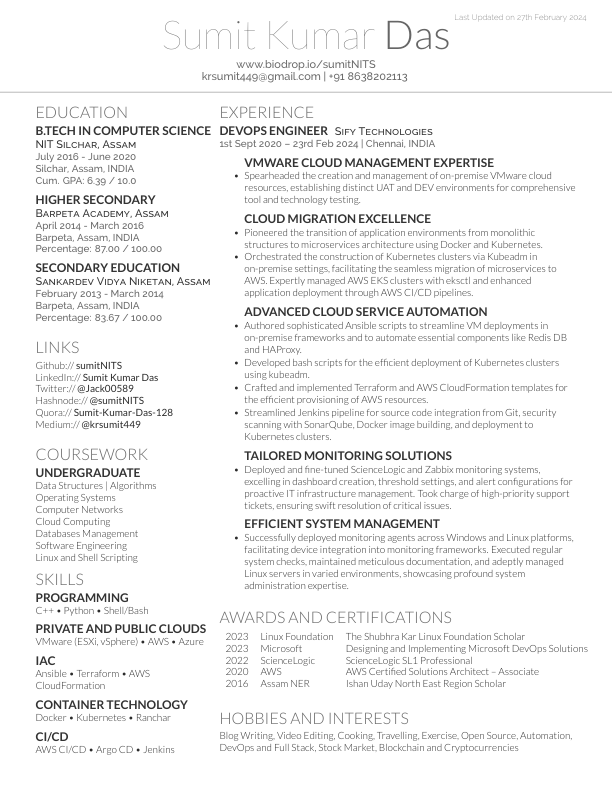 Last Updated on 27th February 2024
Sumit Kumar Das
www.biodrop.io/sumitNITS
krsumit449@gmail.com | +91 8638202113
EDUCATION
B.TECH IN COMPUTER SCIENCE
NIT Silchar, Assam
July 2016 - June 2020
Silchar, Assam, INDIA
Cum. GPA: 6.39 / 10.0
HIGHER SECONDARY
Barpeta Academy, Assam
April 2014 - March 2016
Barpeta, Assam, INDIA
Percentage: 87.00 / 100.00
SECONDARY EDUCATION
Sankardev Vidya Niketan, Assam
February 2013 - March 2014
Barpeta, Assam, INDIA
Percentage: 83.67 / 100.00
LINKS
Github:// sumitNITS
LinkedIn:// Sumit Kumar Das
Twitter:// @Jack00589
Hashnode:// @sumitNITS
Quora:// Sumit-Kumar-Das-128
Medium:// @krsumit449
COURSEWORK
UNDERGRADUATE
Data Structures | Algorithms
Operating Systems
Computer Networks
Cloud Computing
Databases Management
Software Engineering
Linux and Shell Scripting
SKILLS
PROGRAMMING
C++ • Python • Shell/Bash
PRIVATE AND PUBLIC CLOUDS
VMware (ESXi, vSphere) • AWS • Azure
IAC
Ansible • Terraform • AWS
CloudFormation
CONTAINER TECHNOLOGY
Docker • Kubernetes • Ranchar
CI/CD
AWS CI/CD • Argo CD • Jenkins
EXPERIENCE
DEVOPS ENGINEER Sify Technologies
1st Sept 2020 – 23rd Feb 2024 | Chennai, INDIA
VMWARE CLOUD MANAGEMENT EXPERTISE
• Spearheaded the creation and management of on-premise VMware cloud
resources, establishing distinct UAT and DEV environments for comprehensive
tool and technology testing.
CLOUD MIGRATION EXCELLENCE
• Pioneered the transition of application environments from monolithic
structures to microservices architecture using Docker and Kubernetes.
• Orchestrated the construction of Kubernetes clusters via Kubeadm in
on-premise settings, facilitating the seamless migration of microservices to
AWS. Expertly managed AWS EKS clusters with eksctl and enhanced
application deployment through AWS CI/CD pipelines.
ADVANCED CLOUD SERVICE AUTOMATION
• Authored sophisticated Ansible scripts to streamline VM deployments in
on-premise frameworks and to automate essential components like Redis DB
and HAProxy.
• Developed bash scripts for the efficient deployment of Kubernetes clusters
using kubeadm.
• Crafted and implemented Terraform and AWS CloudFormation templates for
the efficient provisioning of AWS resources.
• Streamlined Jenkins pipeline for source code integration from Git, security
scanning with SonarQube, Docker image building, and deployment to
Kubernetes clusters.
TAILORED MONITORING SOLUTIONS
• Deployed and fine-tuned ScienceLogic and Zabbix monitoring systems,
excelling in dashboard creation, threshold settings, and alert configurations for
proactive IT infrastructure management. Took charge of high-priority support
tickets, ensuring swift resolution of critical issues.
EFFICIENT SYSTEM MANAGEMENT
• Successfully deployed monitoring agents across Windows and Linux platforms,
facilitating device integration into monitoring frameworks. Executed regular
system checks, maintained meticulous documentation, and adeptly managed
Linux servers in varied environments, showcasing profound system
administration expertise.
AWARDS AND CERTIFICATIONS
2023 Linux Foundation The Shubhra Kar Linux Foundation Scholar
2023 Microsoft Designing and Implementing Microsoft DevOps Solutions
2022 ScienceLogic ScienceLogic SL1 Professional
2020 AWS AWS Certified Solutions Architect – Associate
2016 Assam NER Ishan Uday North East Region Scholar
HOBBIES AND INTERESTS
Blog Writing, Video Editing, Cooking, Travelling, Exercise, Open Source, Automation,
DevOps and Full Stack, Stock Market, Blockchain and Cryptocurrencies